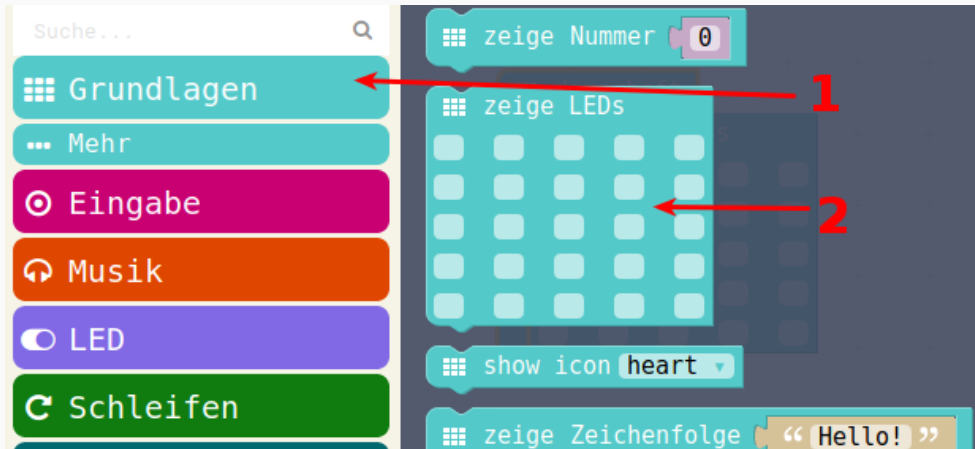 Suche...
Grundlagen
Mehr
Eingabe
Musik
LED
Schleifen
zeige Nummer 0
1
zeige LEDs
2
show icon heart
zeige Zeichenfolge “ Hello! ”